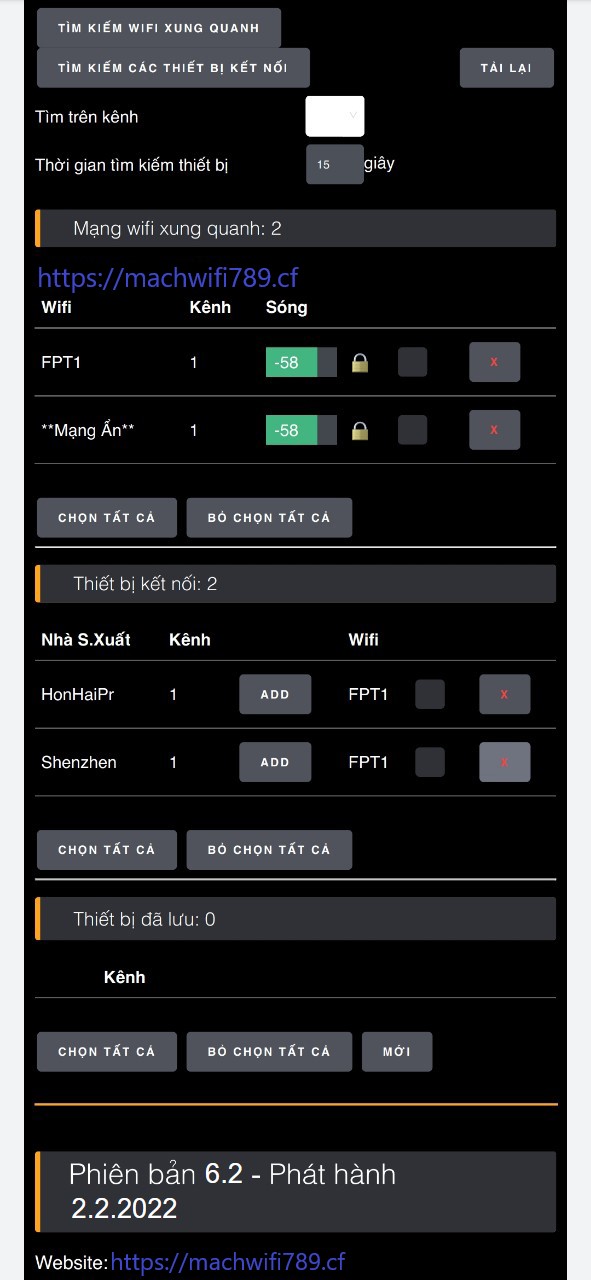 TÌM KIẾM WIFI XUNG QUANH
TÌM KIẾM CÁC THIẾT BỊ KẾT NỐI TẢI LẠI
Tìm trên kênh
Thời gian tìm kiếm thiết bị 15 giây
Mạng wifi xung quanh: 2
https://machwifi789.cf
Wifi Kênh Sóng
FPT1 1 -58 X
**Mạng Ẩn** 1 -58 X
CHỌN TẤT CẢ BỎ CHỌN TẤT CẢ
Thiết bị kết nối: 2
Nhà S.Xuất Kênh Wifi
HonHaiPr 1 ADD FPT1 X
Shenzhen 1 ADD FPT1 X
CHỌN TẤT CẢ BỎ CHỌN TẤT CẢ
Thiết bị đã lưu: 0
Kênh
CHỌN TẤT CẢ BỎ CHỌN TẤT CẢ MỚI
Phiên bản 6.2 - Phát hành
2.2.2022
Website: https://machwifi789.cf